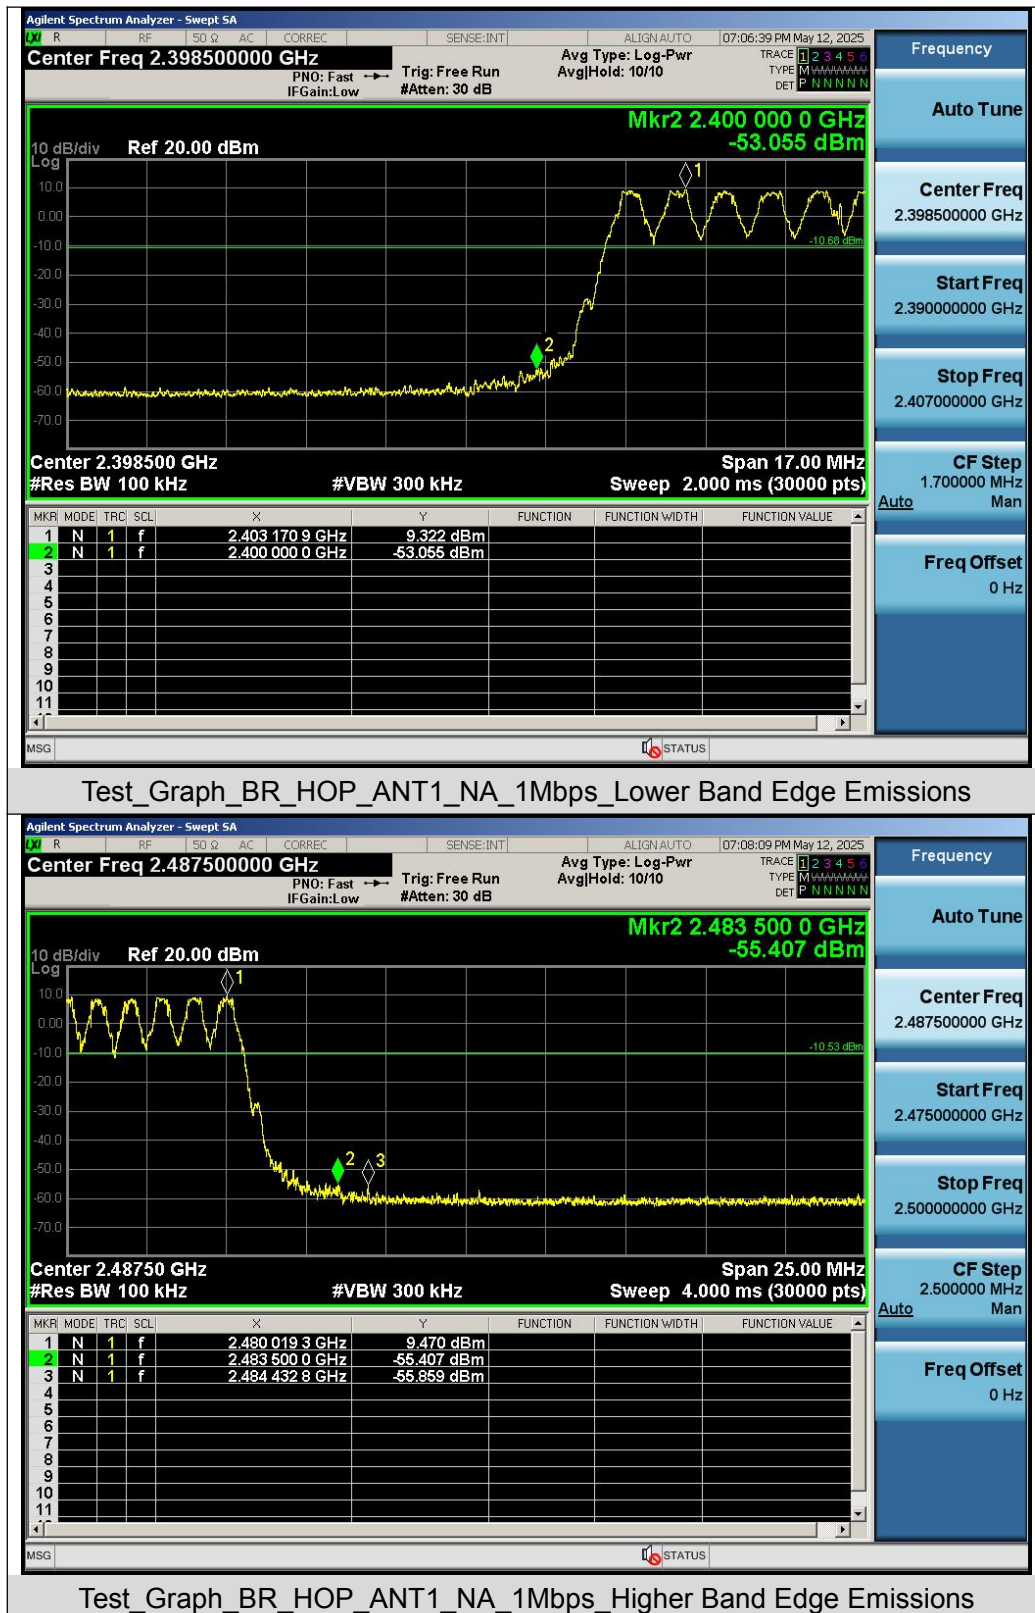 Agilent Spectrum Analyzer - Swept SA
LXI R RF 50 Ω AC CORREC SENSE:INT ALIGN AUTO 07:06:39 PM May 12, 2025
Center Freq 2.398500000 GHz
PNO: Fast
IFGain:Low
Trig: Free Run
#Atten: 30 dB
Avg Type: Log-Pwr
Avg|Hold: 10/10
TRACE 1 2 3 4 5 6
TYPE M
DET P N N N N N
Mkr2 2.400 000 0 GHz
-53.055 dBm
10 dB/div Ref 20.00 dBm
Log
10.0
0.00
-10.0
-20.0
-30.0
-40.0
-50.0
-60.0
-70.0
1
2
-10.68 dBm
Center 2.398500 GHz Span 17.00 MHz
#Res BW 100 kHz #VBW 300 kHz Sweep 2.000 ms (30000 pts)
MKR MODE TRC SCL X Y FUNCTION FUNCTION WIDTH FUNCTION VALUE
1 N 1 f 2.403 170 9 GHz 9.322 dBm
2 N 1 f 2.400 000 0 GHz -53.055 dBm
3
4
5
6
7
8
9
10
11
MSG STATUS
Frequency
Auto Tune
Center Freq
2.398500000 GHz
Start Freq
2.390000000 GHz
Stop Freq
2.407000000 GHz
CF Step
1.700000 MHz
Auto Man
Freq Offset
0 Hz
Test_Graph_BR_HOP_ANT1_NA_1Mbps_Lower Band Edge Emissions
Agilent Spectrum Analyzer - Swept SA
LXI R RF 50 Ω AC CORREC SENSE:INT ALIGN AUTO 07:08:09 PM May 12, 2025
Center Freq 2.487500000 GHz
PNO: Fast
IFGain:Low
Trig: Free Run
#Atten: 30 dB
Avg Type: Log-Pwr
Avg|Hold: 10/10
TRACE 1 2 3 4 5 6
TYPE M
DET P N N N N N
Mkr2 2.483 500 0 GHz
-55.407 dBm
10 dB/div Ref 20.00 dBm
Log
10.0
0.00
-10.0
-20.0
-30.0
-40.0
-50.0
-60.0
-70.0
1
2
3
-10.53 dBm
Center 2.48750 GHz Span 25.00 MHz
#Res BW 100 kHz #VBW 300 kHz Sweep 4.000 ms (30000 pts)
MKR MODE TRC SCL X Y FUNCTION FUNCTION WIDTH FUNCTION VALUE
1 N 1 f 2.480 019 3 GHz 9.470 dBm
2 N 1 f 2.483 500 0 GHz -55.407 dBm
3 N 1 f 2.484 432 8 GHz -55.859 dBm
4
5
6
7
8
9
10
11
MSG STATUS
Frequency
Auto Tune
Center Freq
2.487500000 GHz
Start Freq
2.475000000 GHz
Stop Freq
2.500000000 GHz
CF Step
2.500000 MHz
Auto Man
Freq Offset
0 Hz
Test_Graph_BR_HOP_ANT1_NA_1Mbps_Higher Band Edge Emissions